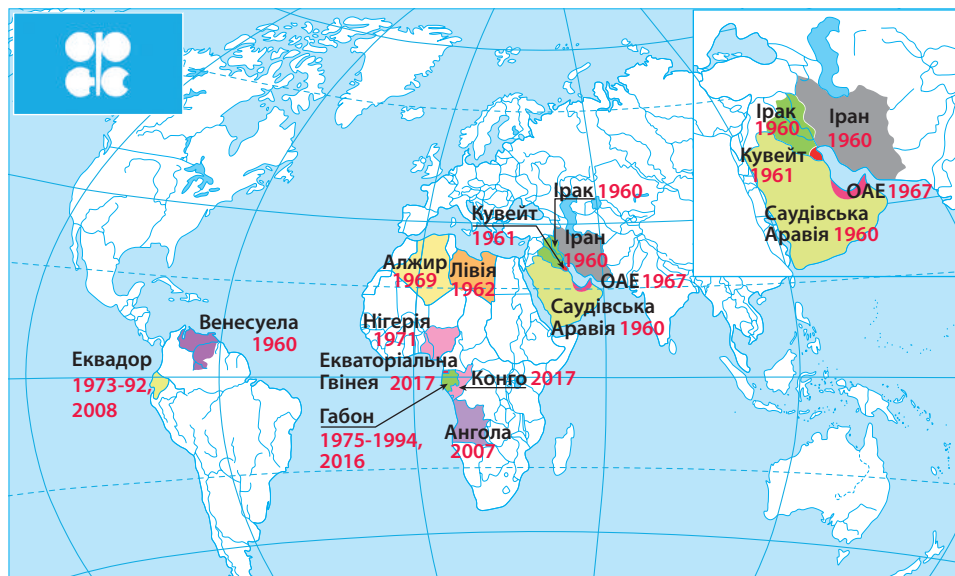 Ірак
1960
Іран
1960
Кувейт
1961
ОАЕ 1967
Саудівська
Аравія 1960
Ірак 1960
Кувейт
1961
Іран
1960
Алжир
1969
Лівія
1962
ОАЕ 1967
Саудівська
Аравія 1960
Венесуела
1960
Нігерія
1971
Еквадор
1973-92,
2008
Екваторіальна
Гвінея 2017
Конго 2017
Габон
1975-1994,
2016
Ангола
2007